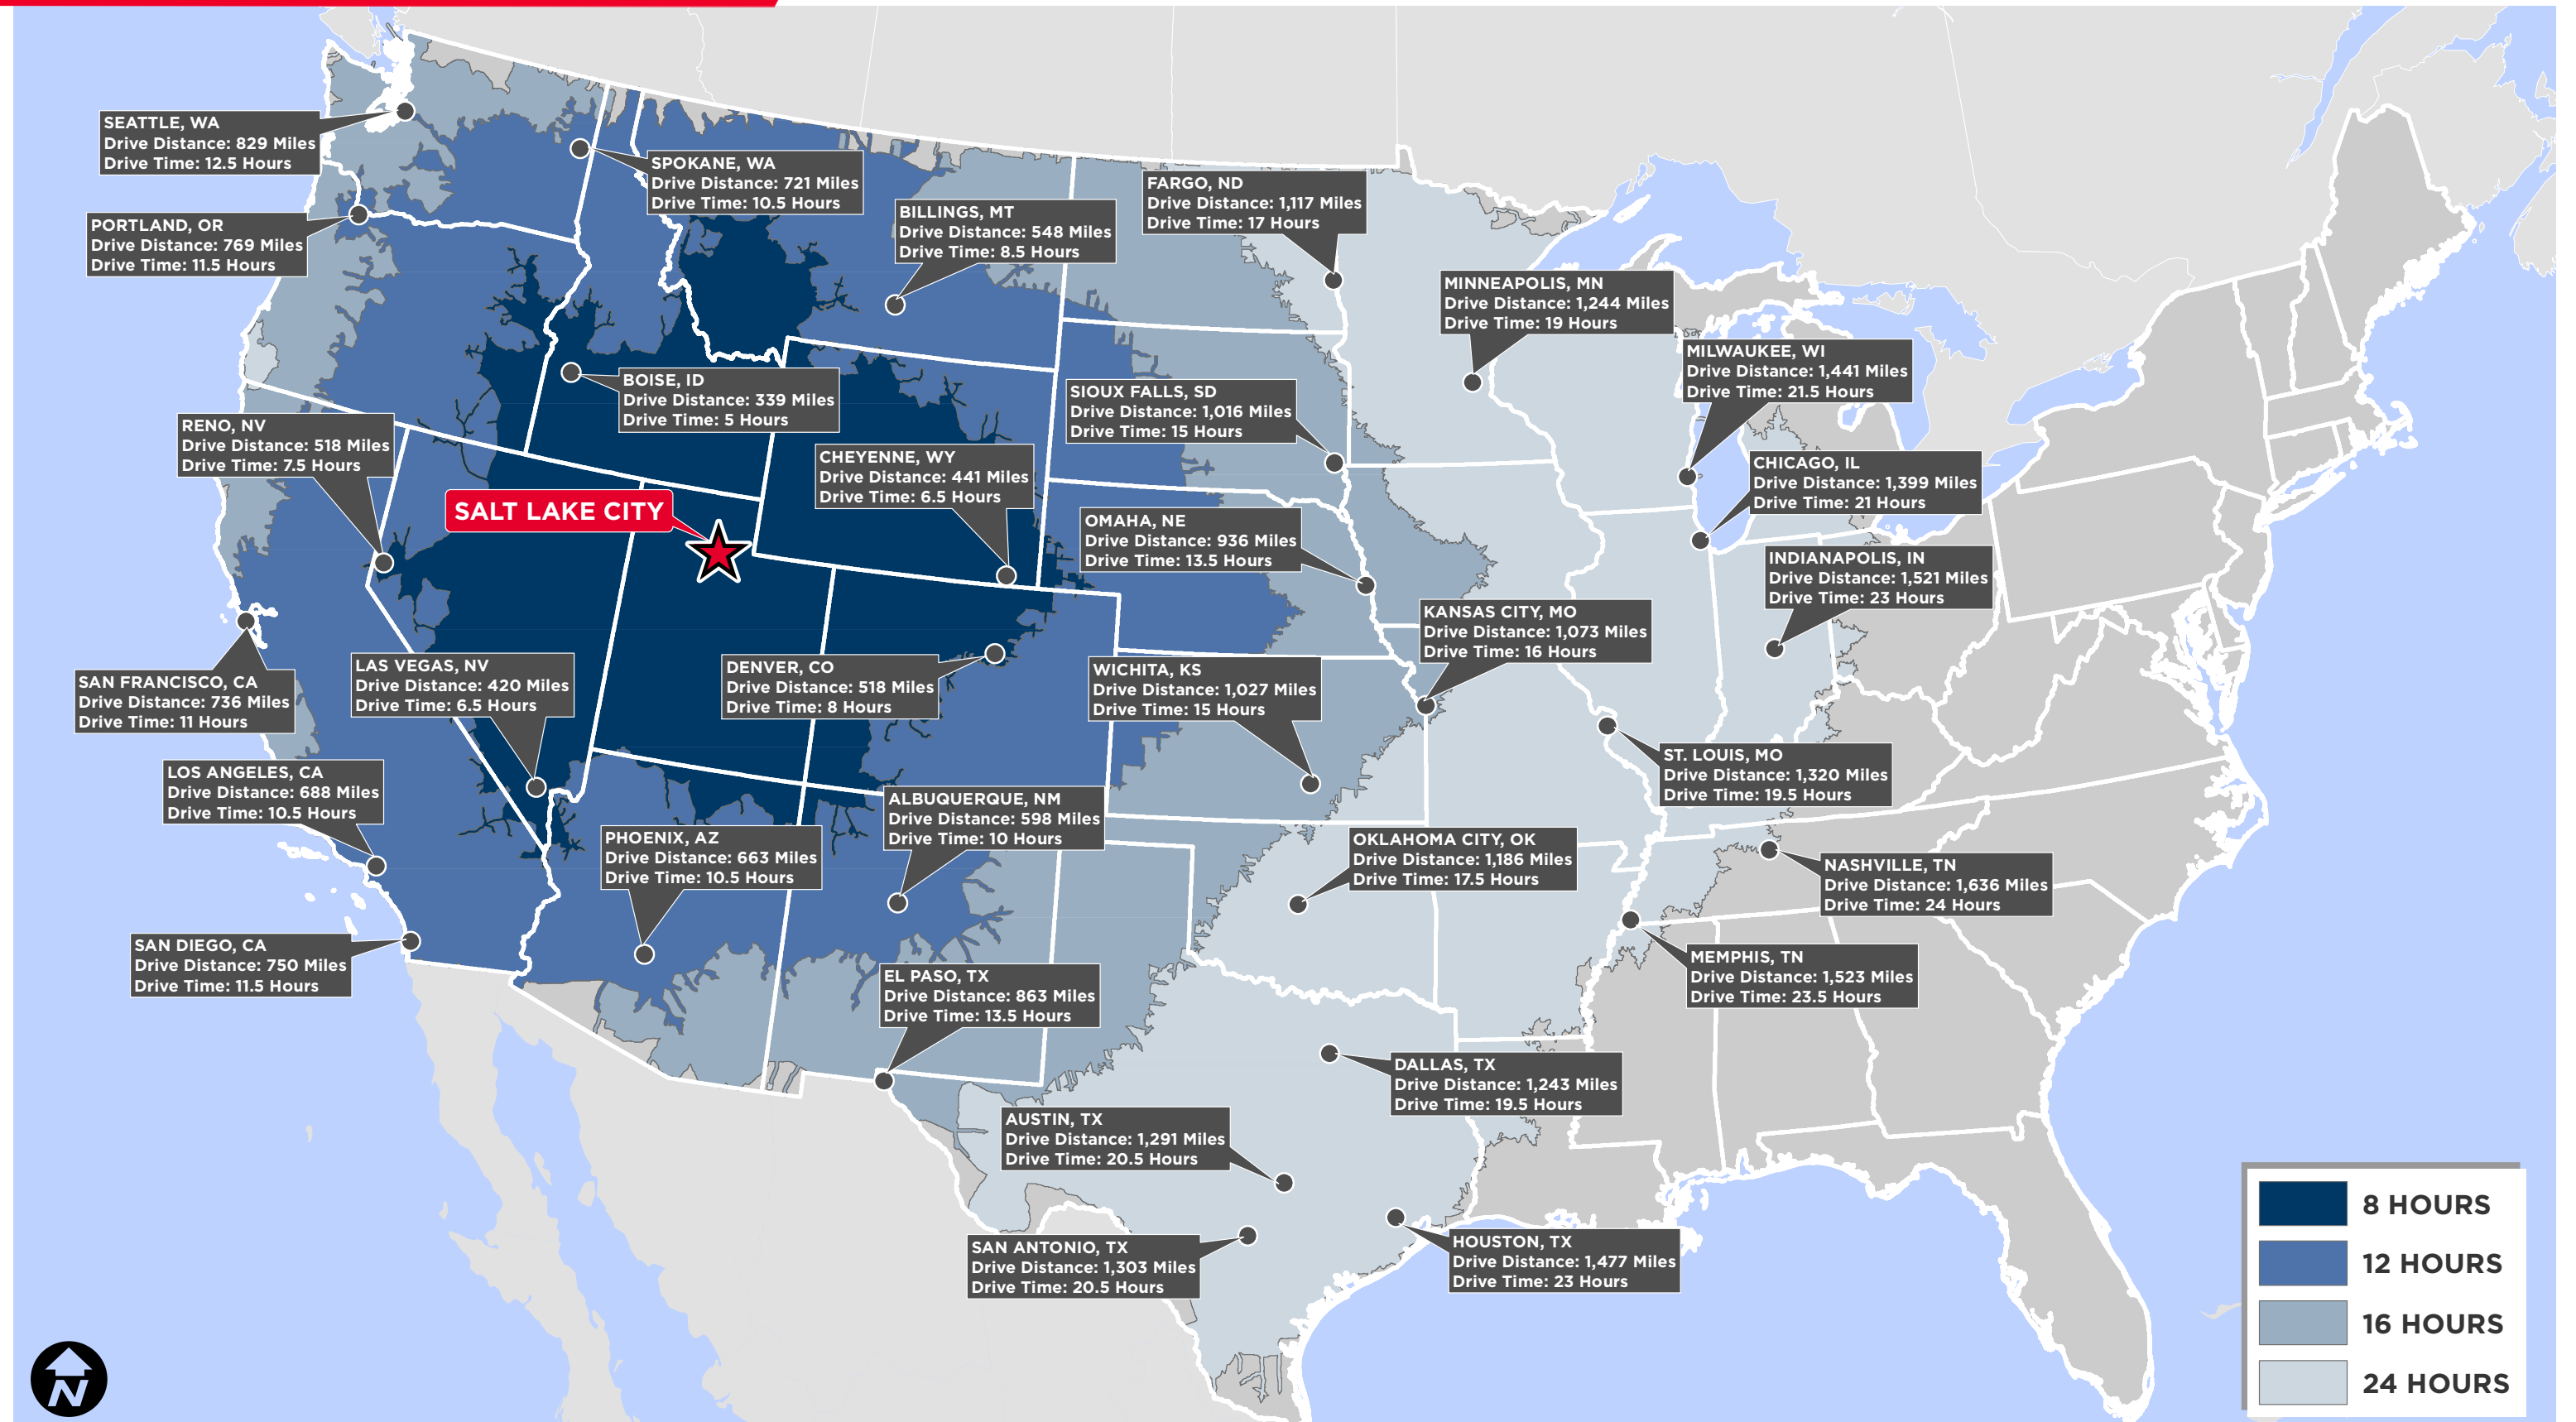 SEATTLE, WA
Drive Distance: 829 Miles
Drive Time: 12.5 Hours
SPOKANE, WA
Drive Distance: 721 Miles
Drive Time: 10.5 Hours
PORTLAND, OR
Drive Distance: 769 Miles
Drive Time: 11.5 Hours
BILLINGS, MT
Drive Distance: 548 Miles
Drive Time: 8.5 Hours
FARGO, ND
Drive Distance: 1,117 Miles
Drive Time: 17 Hours
MINNEAPOLIS, MN
Drive Distance: 1,244 Miles
Drive Time: 19 Hours
MILWAUKEE, WI
Drive Distance: 1,441 Miles
Drive Time: 21.5 Hours
BOISE, ID
Drive Distance: 339 Miles
Drive Time: 5 Hours
SIOUX FALLS, SD
Drive Distance: 1,016 Miles
Drive Time: 15 Hours
RENO, NV
Drive Distance: 518 Miles
Drive Time: 7.5 Hours
CHEYENNE, WY
Drive Distance: 441 Miles
Drive Time: 6.5 Hours
CHICAGO, IL
Drive Distance: 1,399 Miles
Drive Time: 21 Hours
SALT LAKE CITY
OMAHA, NE
Drive Distance: 936 Miles
Drive Time: 13.5 Hours
INDIANAPOLIS, IN
Drive Distance: 1,521 Miles
Drive Time: 23 Hours
KANSAS CITY, MO
Drive Distance: 1,073 Miles
Drive Time: 16 Hours
SAN FRANCISCO, CA
Drive Distance: 736 Miles
Drive Time: 11 Hours
LAS VEGAS, NV
Drive Distance: 420 Miles
Drive Time: 6.5 Hours
DENVER, CO
Drive Distance: 518 Miles
Drive Time: 8 Hours
WICHITA, KS
Drive Distance: 1,027 Miles
Drive Time: 15 Hours
ST. LOUIS, MO
Drive Distance: 1,320 Miles
Drive Time: 19.5 Hours
LOS ANGELES, CA
Drive Distance: 688 Miles
Drive Time: 10.5 Hours
ALBUQUERQUE, NM
Drive Distance: 598 Miles
Drive Time: 10 Hours
PHOENIX, AZ
Drive Distance: 663 Miles
Drive Time: 10.5 Hours
OKLAHOMA CITY, OK
Drive Distance: 1,186 Miles
Drive Time: 17.5 Hours
NASHVILLE, TN
Drive Distance: 1,636 Miles
Drive Time: 24 Hours
SAN DIEGO, CA
Drive Distance: 750 Miles
Drive Time: 11.5 Hours
EL PASO, TX
Drive Distance: 863 Miles
Drive Time: 13.5 Hours
MEMPHIS, TN
Drive Distance: 1,523 Miles
Drive Time: 23.5 Hours
DALLAS, TX
Drive Distance: 1,243 Miles
Drive Time: 19.5 Hours
AUSTIN, TX
Drive Distance: 1,291 Miles
Drive Time: 20.5 Hours
SAN ANTONIO, TX
Drive Distance: 1,303 Miles
Drive Time: 20.5 Hours
HOUSTON, TX
Drive Distance: 1,477 Miles
Drive Time: 23 Hours
8 HOURS
12 HOURS
16 HOURS
24 HOURS
N